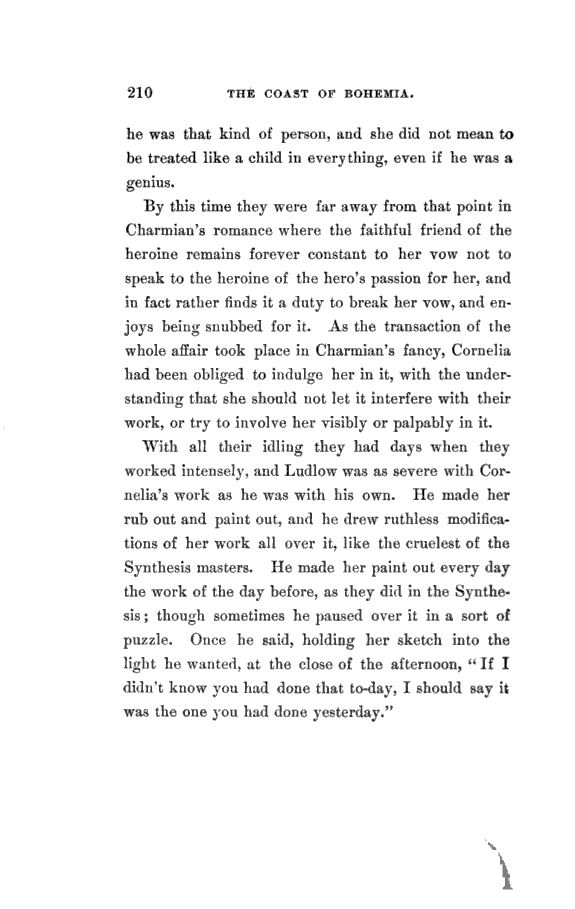 210 THE COAST OF BOHEMIA.
he was that kind of person, and she did not mean to
be treated like a child in everything, even if he was a
genius.
By this time they were far away from that point in
Charmian's romance where the faithful friend of the
heroine remains forever constant to her vow not to
speak to the heroine of the hero's passion for her, and
in fact rather finds it a duty to break her vow, and en-
joys being snubbed for it. As the transaction of the
whole affair took place in Charmian's fancy, Cornelia
had been obliged to indulge her in it, with the under-
standing that she should not let it interfere with their
work, or try to involve her visibly or palpably in it.
With all their idling they had days when they
worked intensely, and Ludlow was as severe with Cor-
nelia's work as he was with his own. He made her
rub out and paint out, and he drew ruthless modifica-
tions of her work all over it, like the cruelest of the
Synthesis masters. He made her paint out every day
the work of the day before, as they did in the Synthe-
sis; though sometimes he paused over it in a sort of
puzzle. Once he said, holding her sketch into the
light he wanted, at the close of the afternoon, "If I
didn't know you had done that to-day, I should say it
was the one you had done yesterday."